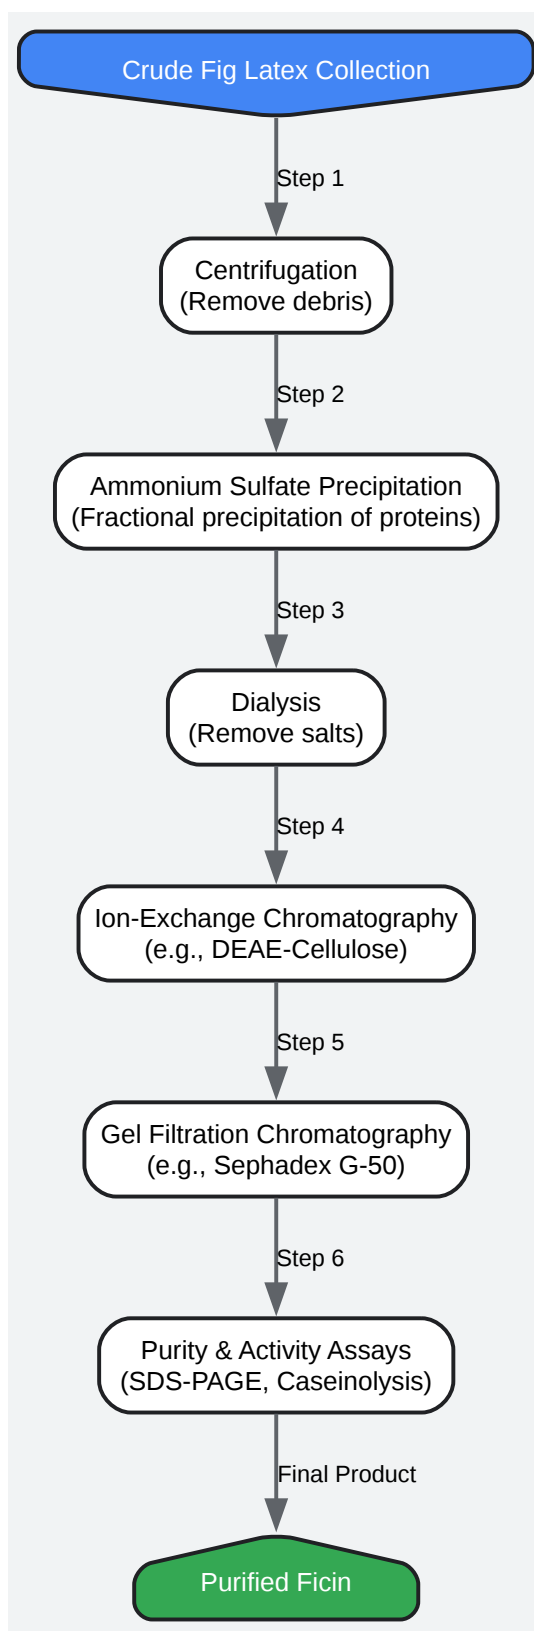 Crude Fig Latex Collection
Step 1
Centrifugation
(Remove debris)
Step 2
Ammonium Sulfate Precipitation
(Fractional precipitation of proteins)
Step 3
Dialysis
(Remove salts)
Step 4
Ion-Exchange Chromatography
(e.g., DEAE-Cellulose)
Step 5
Gel Filtration Chromatography
(e.g., Sephadex G-50)
Step 6
Purity & Activity Assays
(SDS-PAGE, Caseinolysis)
Final Product
Purified Ficin